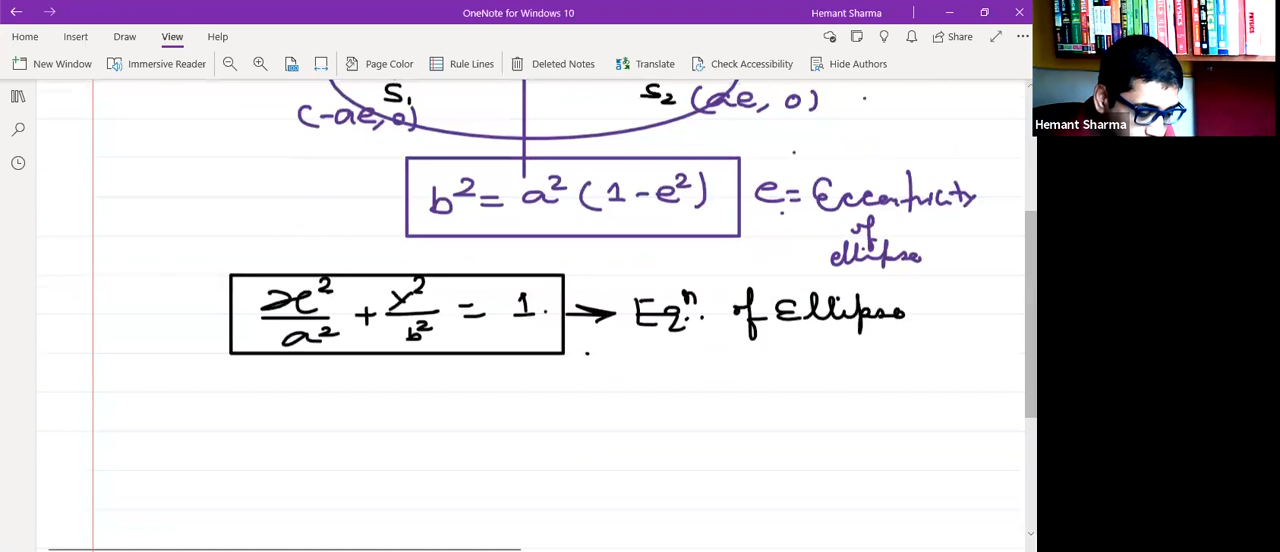 OneNote for Windows 10
Hemant Sharma
Home Insert Draw View Help
Share
New Window Immersive Reader Page Color Rule Lines Deleted Notes Translate Check Accessibility Hide Authors
Hemant Sharma
S₁ S₂ (ae, 0)
(-ae, 0)
b² = a² (1 - e²) e = Eccentricity
of
ellipse
x²/a² + y²/b² = 1. → Eqⁿ. of Ellipse